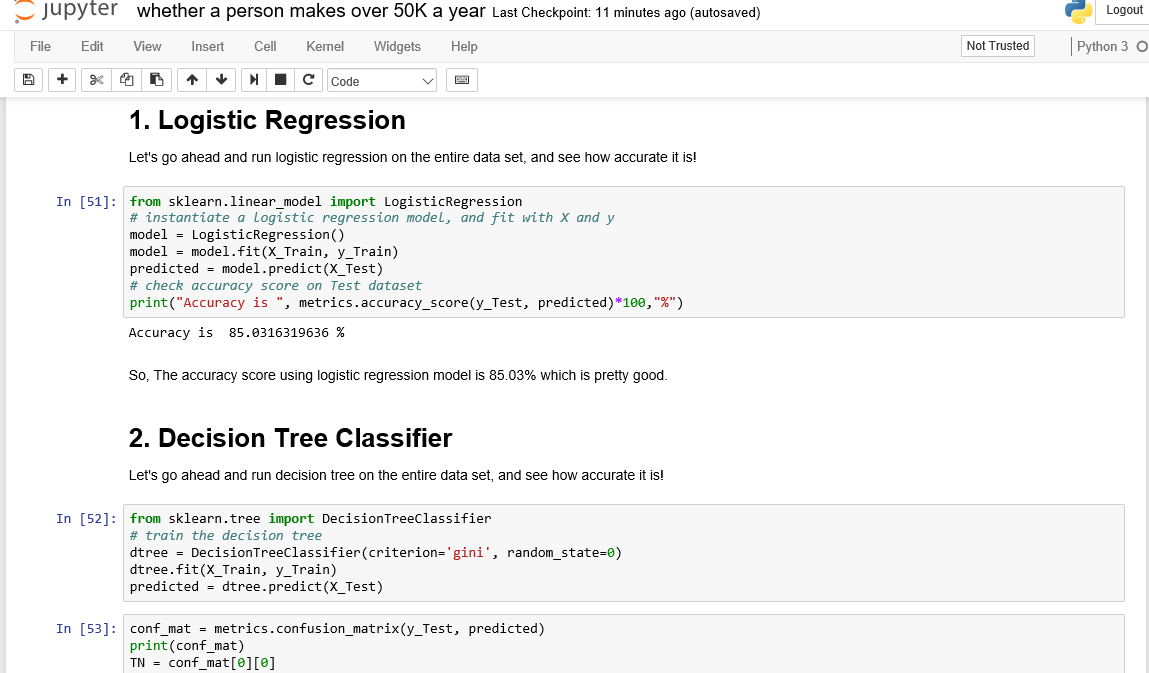 jupyter whether a person makes over 50K a year Last Checkpoint: 11 minutes ago (autosaved) Logout
File Edit View Insert Cell Kernel Widgets Help Not Trusted Python 3
Code
1. Logistic Regression
Let's go ahead and run logistic regression on the entire data set, and see how accurate it is!
In [51]: from sklearn.linear_model import LogisticRegression
# instantiate a logistic regression model, and fit with X and y
model = LogisticRegression()
model = model.fit(X_Train, y_Train)
predicted = model.predict(X_Test)
# check accuracy score on Test dataset
print("Accuracy is ", metrics.accuracy_score(y_Test, predicted)*100,"%")
Accuracy is  85.0316319636 %
So, The accuracy score using logistic regression model is 85.03% which is pretty good.
2. Decision Tree Classifier
Let's go ahead and run decision tree on the entire data set, and see how accurate it is!
In [52]: from sklearn.tree import DecisionTreeClassifier
# train the decision tree
dtree = DecisionTreeClassifier(criterion='gini', random_state=0)
dtree.fit(X_Train, y_Train)
predicted = dtree.predict(X_Test)
In [53]: conf_mat = metrics.confusion_matrix(y_Test, predicted)
print(conf_mat)
TN = conf_mat[0][0]